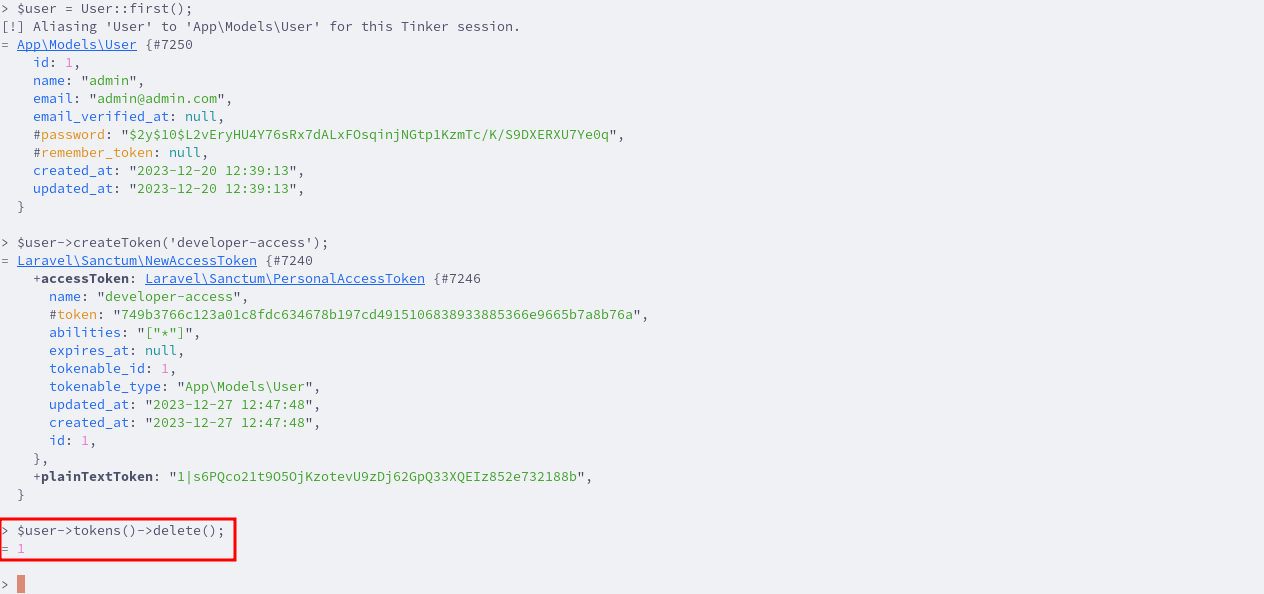 > $user = User::first();
[!] Aliasing 'User' to 'App\Models\User' for this Tinker session.
= App\Models\User {#7250
    id: 1,
    name: "admin",
    email: "admin@admin.com",
    email_verified_at: null,
    #password: "$2y$10$L2vEryHU4Y76sRx7dALxFOsqinjNGtp1KzmTc/K/S9DXERXU7Ye0q",
    #remember_token: null,
    created_at: "2023-12-20 12:39:13",
    updated_at: "2023-12-20 12:39:13",
  }
> $user->createToken('developer-access');
= Laravel\Sanctum\NewAccessToken {#7240
    +accessToken: Laravel\Sanctum\PersonalAccessToken {#7246
      name: "developer-access",
      #token: "749b3766c123a01c8fdc634678b197cd4915106838933885366e9665b7a8b76a",
      abilities: "["*"]",
      expires_at: null,
      tokenable_id: 1,
      tokenable_type: "App\Models\User",
      updated_at: "2023-12-27 12:47:48",
      created_at: "2023-12-27 12:47:48",
      id: 1,
    },
    +plainTextToken: "1|s6PQco21t9O5OjKzotevU9zDj62GpQ33XQEIz852e732188b",
  }
> $user->tokens()->delete();
= 1
>